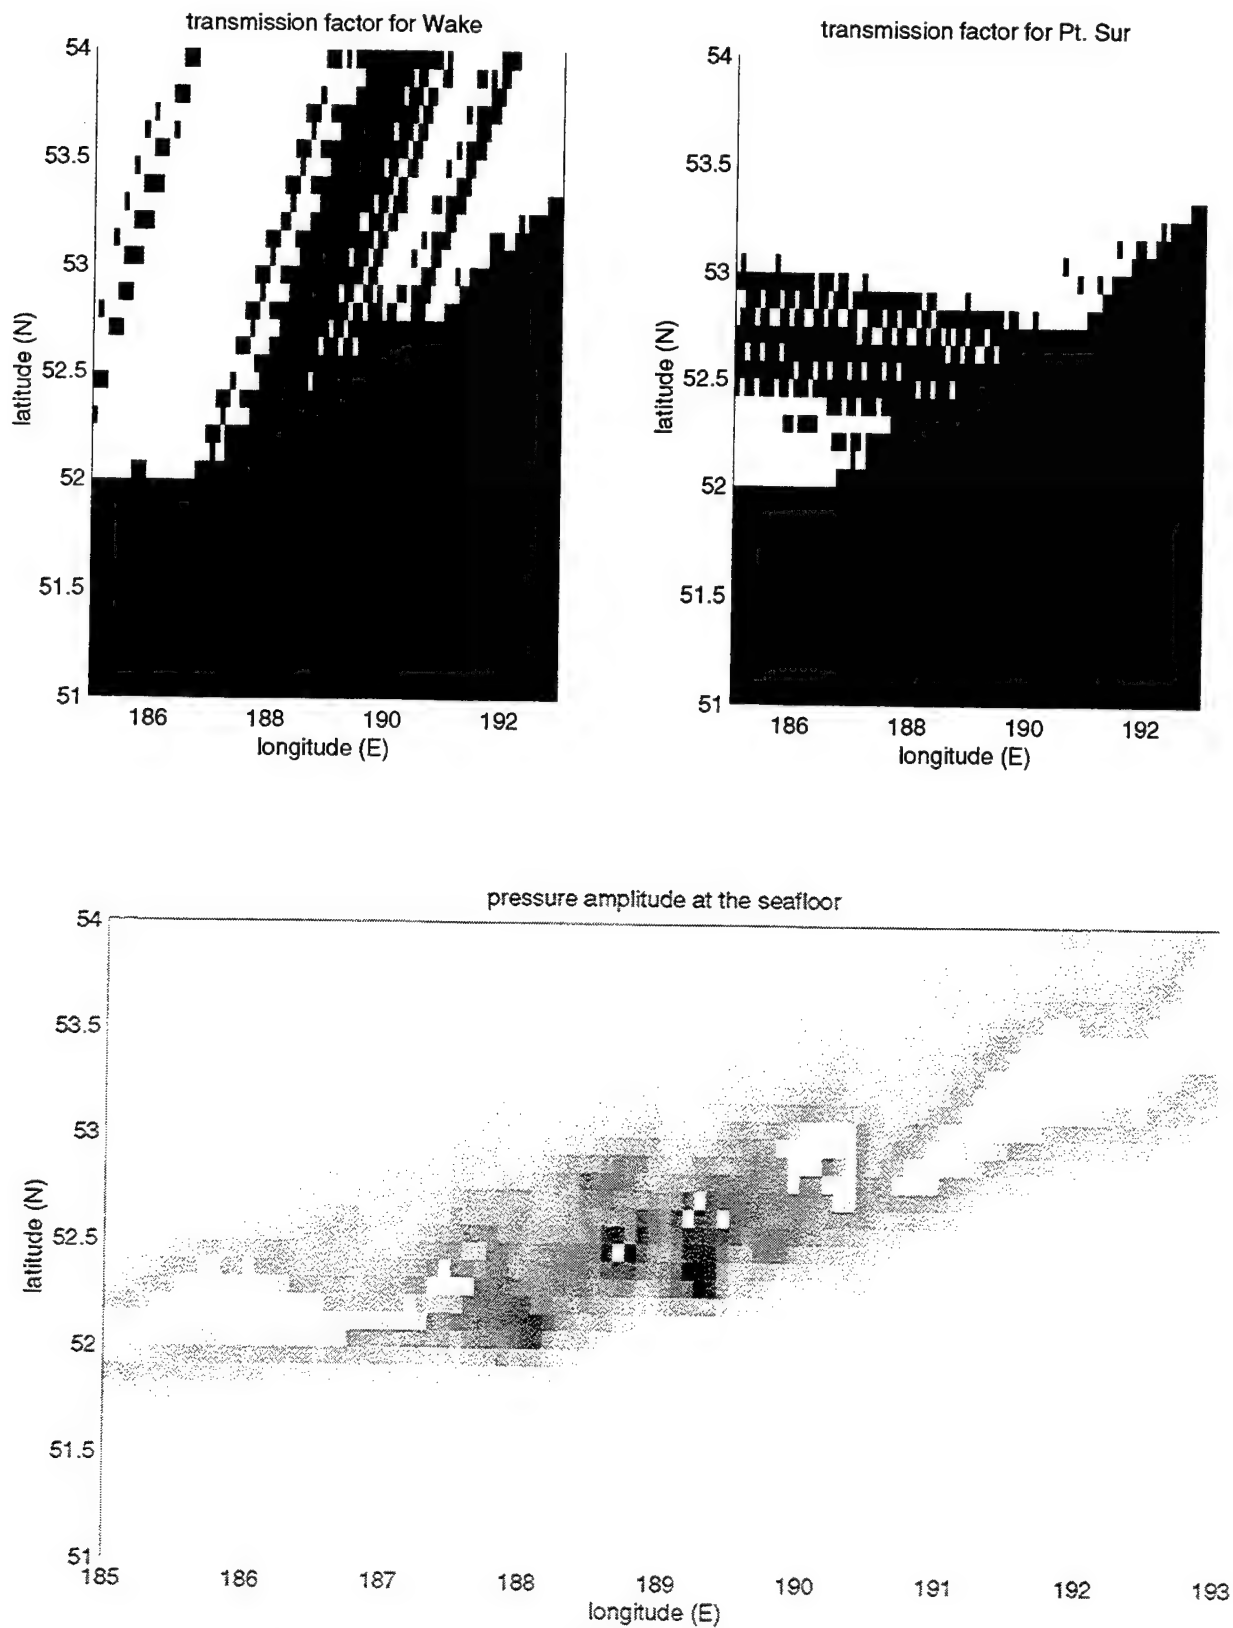 transmission factor for Wake
54
53.5
53
52.5
52
51.5
51
latitude (N)
186 188 190 192
longitude (E)
transmission factor for Pt. Sur
54
53.5
53
52.5
52
51.5
51
latitude (N)
186 188 190 192
longitude (E)
pressure amplitude at the seafloor
54
53.5
53
52.5
52
51.5
51
latitude (N)
185 186 187 188 189 190 191 192 193
longitude (E)